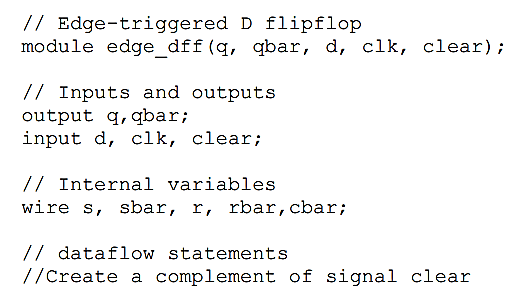 // Edge-triggered D flipflop
module edge_dff(q, qbar, d, clk, clear);
// Inputs and outputs
output q,qbar;
input d, clk, clear;
// Internal variables
wire s, sbar, r, rbar,cbar;
// dataflow statements
//Create a complement of signal clear